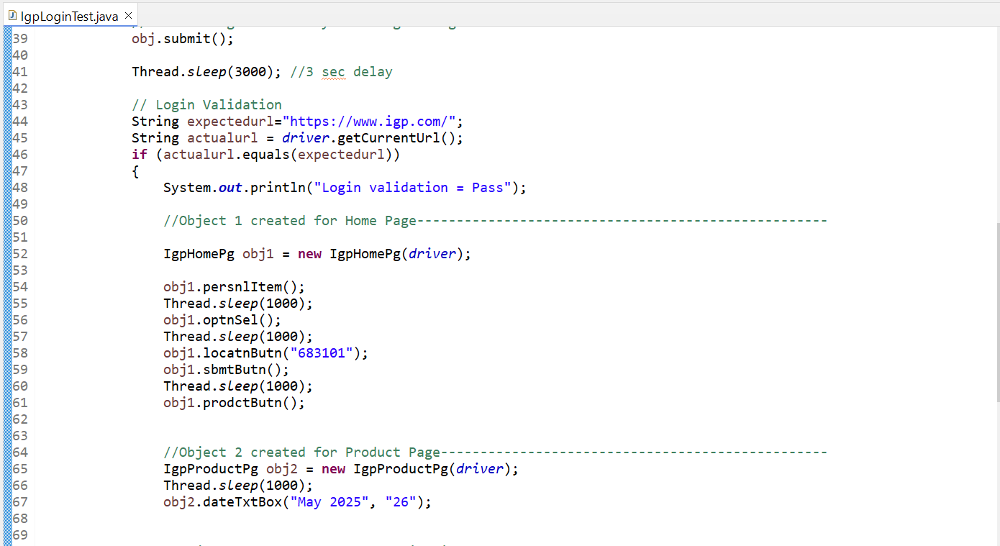 IgpLoginTest.java ×
39 obj.submit();
40
41 Thread.sleep(3000); //3 sec delay
42
43 // Login Validation
44 String expectedurl="https://www.igp.com/";
45 String actualurl = driver.getCurrentUrl();
46 if (actualurl.equals(expectedurl))
47 {
48 System.out.println("Login validation = Pass");
49
50 //Object 1 created for Home Page----------------------------------------------------
51
52 IgpHomePg obj1 = new IgpHomePg(driver);
53
54 obj1.persnlItem();
55 Thread.sleep(1000);
56 obj1.optnSel();
57 Thread.sleep(1000);
58 obj1.locatnButn("683101");
59 obj1.sbmtButn();
60 Thread.sleep(1000);
61 obj1.prodctButn();
62
63
64 //Object 2 created for Product Page-------------------------------------------------
65 IgpProductPg obj2 = new IgpProductPg(driver);
66 Thread.sleep(1000);
67 obj2.dateTxtBox("May 2025", "26");
68
69